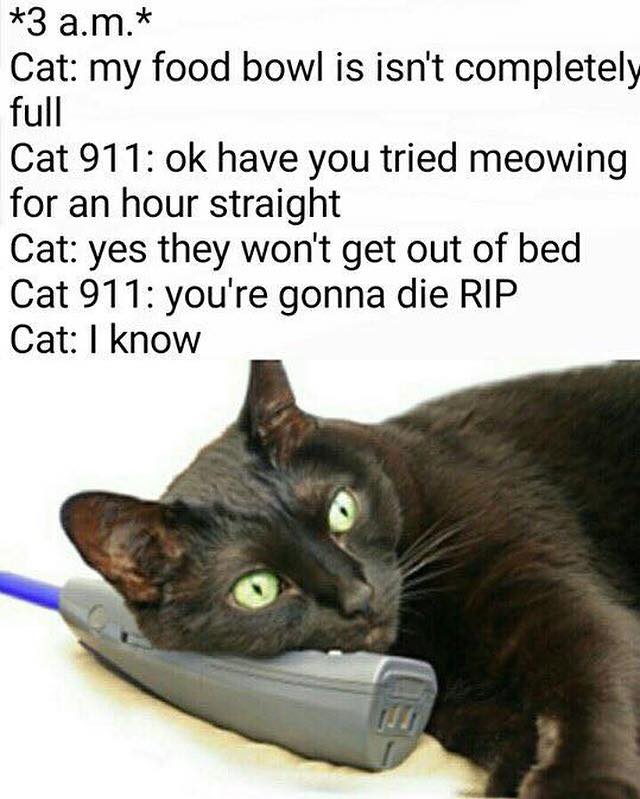 *3 a.m.*
Cat: my food bowl is isn't completely
full
Cat 911: ok have you tried meowing
for an hour straight
Cat: yes they won't get out of bed
Cat 911: you're gonna die RIP
Cat: I know